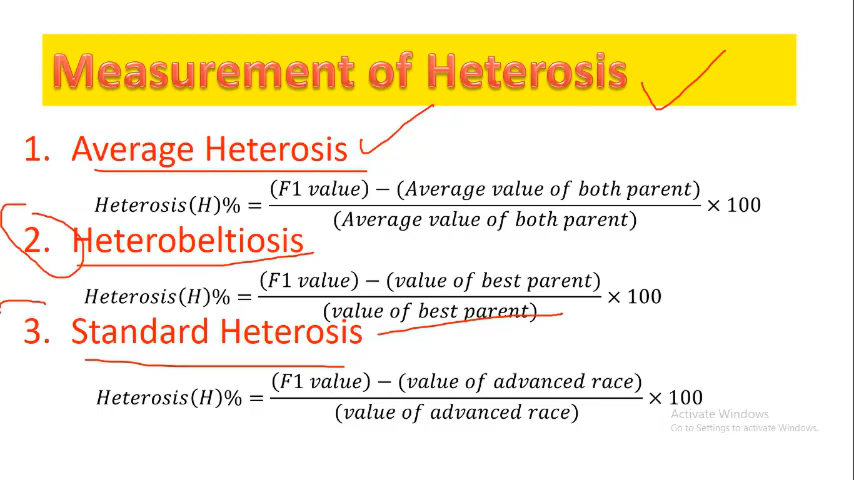 Measurement of Heterosis
1. Average Heterosis
Heterosis(H)% = (F1 value) − (Average value of both parent) / (Average value of both parent) × 100
2. Heterobeltiosis
Heterosis(H)% = (F1 value) − (value of best parent) / (value of best parent) × 100
3. Standard Heterosis
Heterosis(H)% = (F1 value) − (value of advanced race) / (value of advanced race) × 100
Activate Windows
Go to Settings to activate Windows.